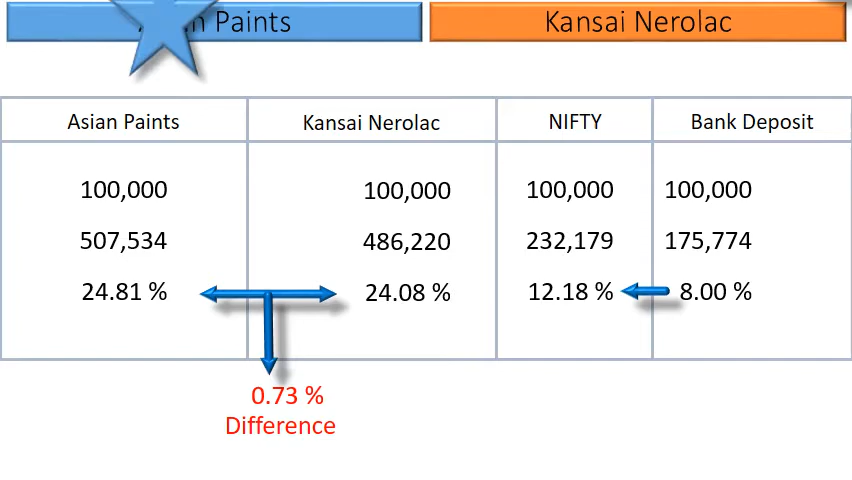 Paints
Kansai Nerolac
Asian Paints Kansai Nerolac NIFTY Bank Deposit
100,000 100,000 100,000 100,000
507,534 486,220 232,179 175,774
24.81 % 24.08 % 12.18 % 8.00 %
0.73 %
Difference